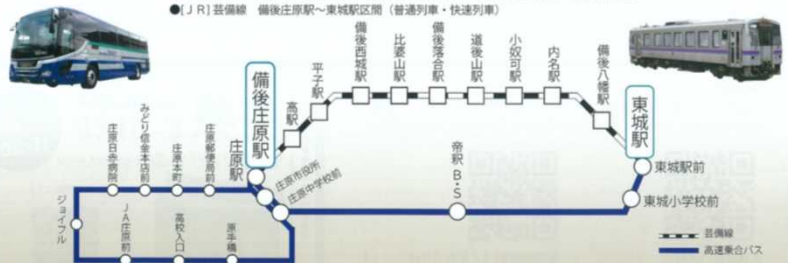 ●[ＪＲ]芸備線　備後庄原駅～東城駅区間（普通列車・快速列車）
備後庄原駅
高駅
平子駅
備後西城駅
比婆山駅
備後落合駅
道後山駅
小奴可駅
内名駅
備後八幡駅
東城駅
庄原駅
庄原市役所
庄原中学校前
帝釈Ｂ・Ｓ
東城小学校前
東城駅前
庄原郵便局前
庄原本町
みどり信金本店前
庄原日赤病院
ジョイフル
ＪＡ庄原前
高校入口
原手橋
芸備線
高速乗合バス